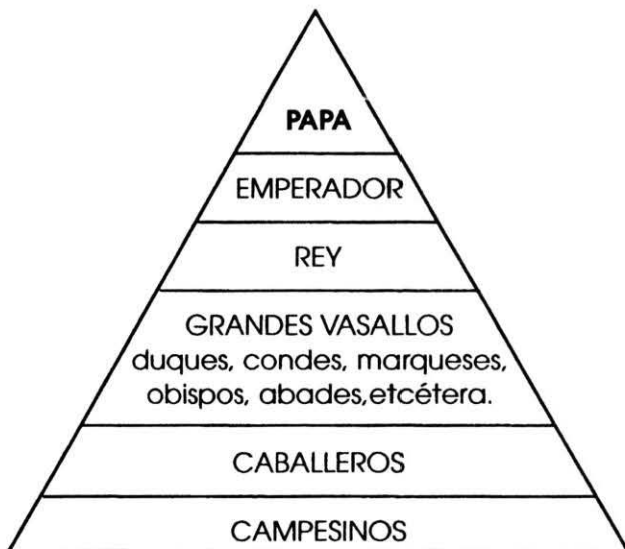 PAPA
EMPERADOR
REY
GRANDES VASALLOS
duques, condes, marqueses,
obispos, abades,etcétera.
CABALLEROS
CAMPESINOS